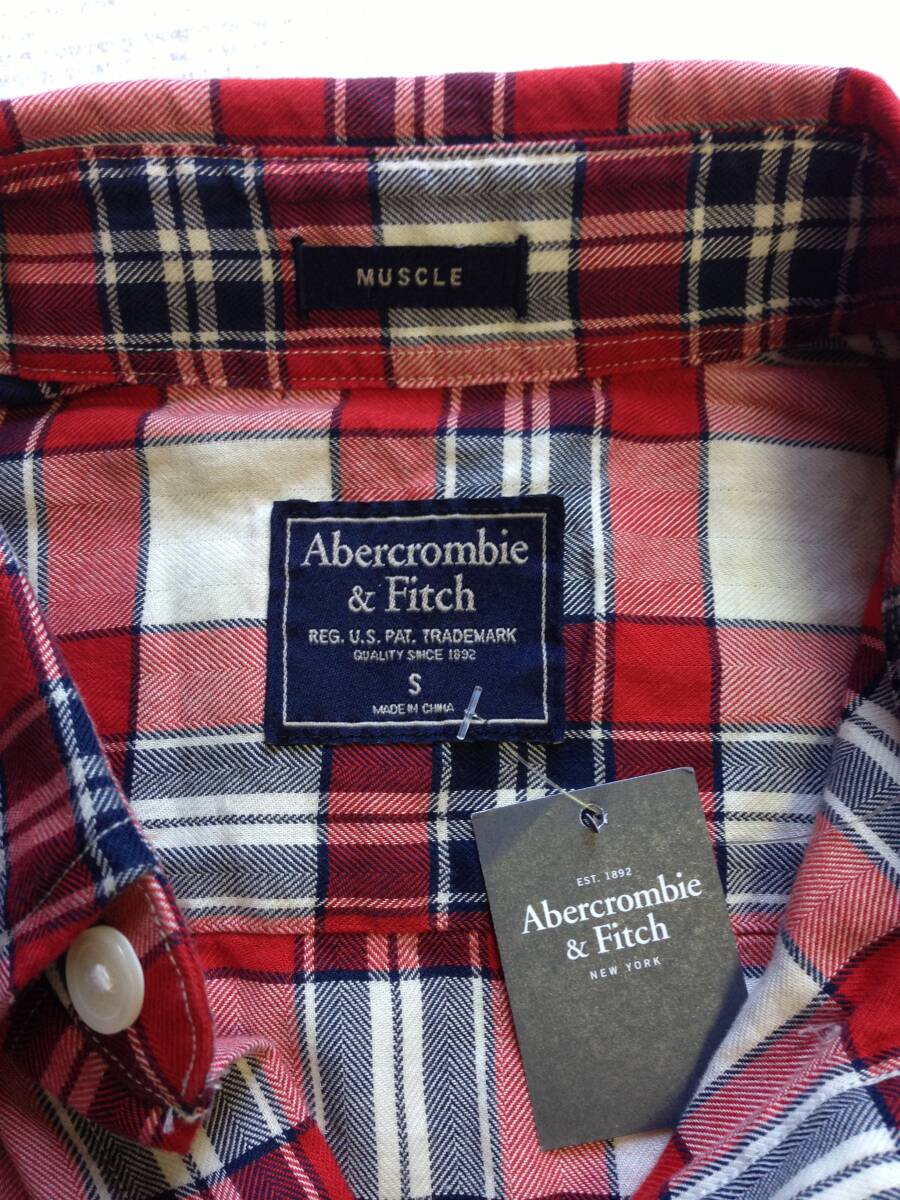 MUSCLE
Abercrombie
& Fitch
REG. U.S. PAT. TRADEMARK
QUALITY SINCE 1892
S
MADE IN CHINA
EST. 1892
Abercrombie
& Fitch
NEW YORK